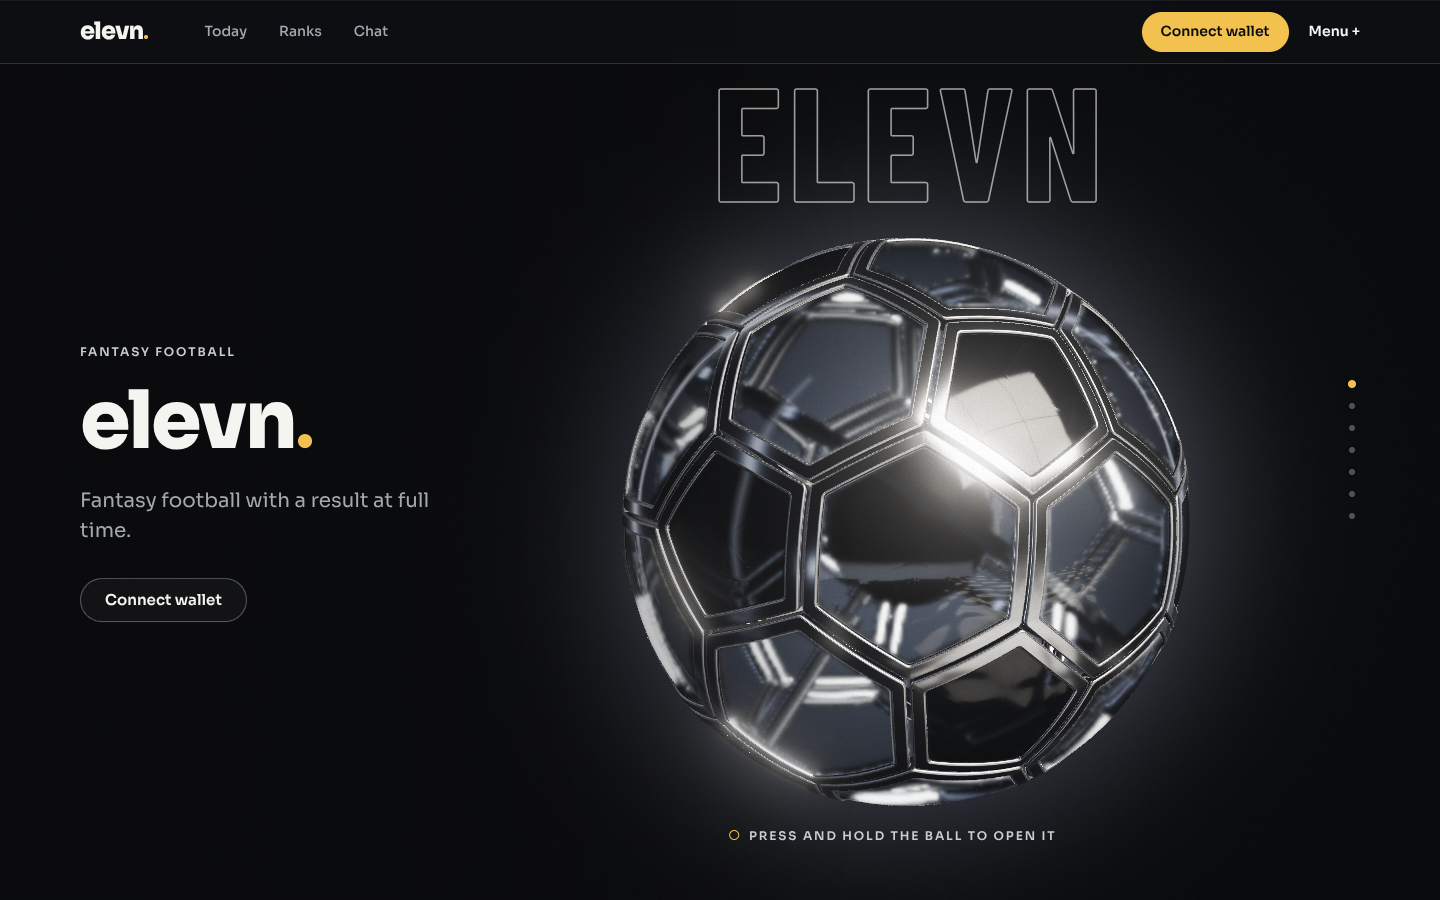 elevn.
Today
Ranks
Chat
Connect wallet
Menu +
ELEVN
FANTASY FOOTBALL
elevn.
Fantasy football with a result at full
time.
Connect wallet
PRESS AND HOLD THE BALL TO OPEN IT